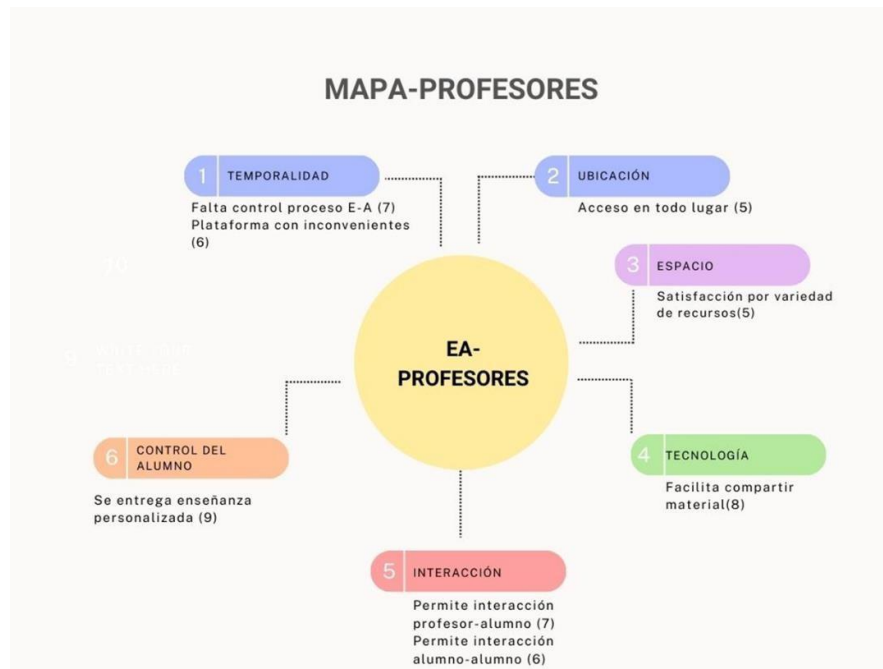 MAPA-PROFESORES
1 TEMPORALIDAD
Falta control proceso E-A (7)
Plataforma con inconvenientes
(6)
2 UBICACIÓN
Acceso en todo lugar (5)
3 ESPACIO
Satisfacción por variedad
de recursos(5)
EA-
PROFESORES
4 TECNOLOGÍA
Facilita compartir
material(8)
5 INTERACCIÓN
Permite interacción
profesor-alumno (7)
Permite interacción
alumno-alumno (6)
6 CONTROL DEL
ALUMNO
Se entrega enseñanza
personalizada (9)
10
9